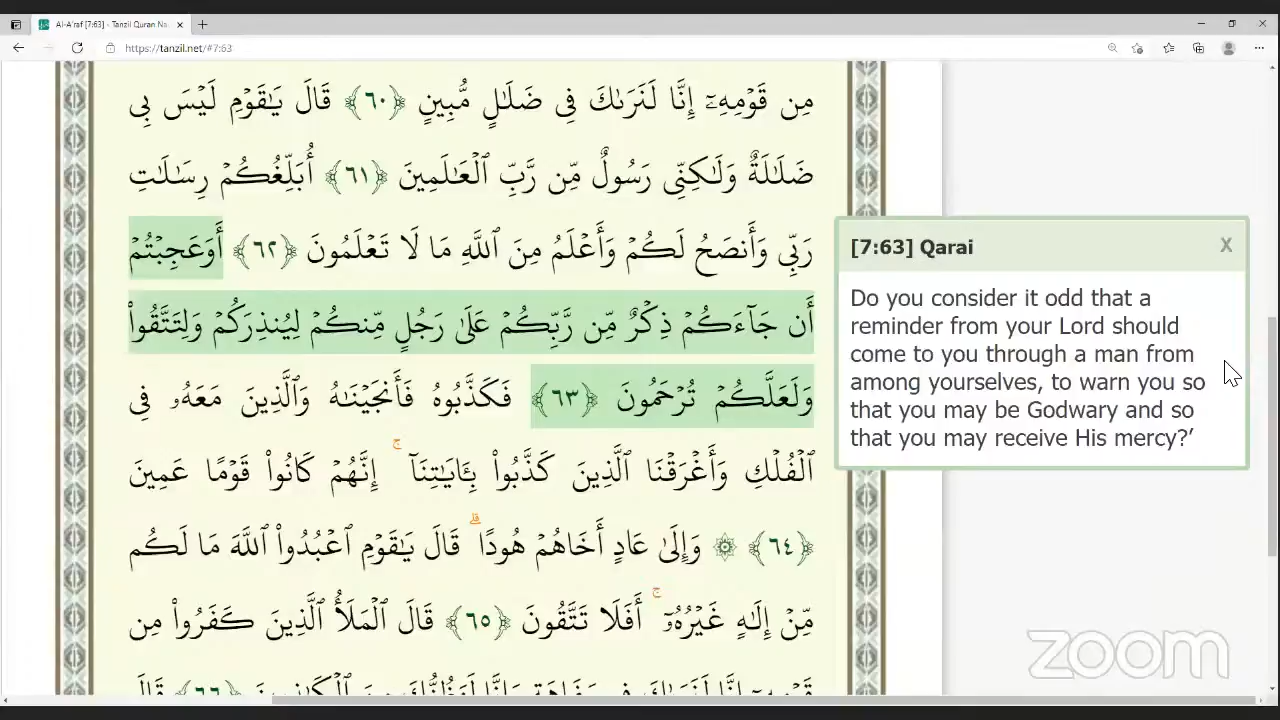 Al-A'raf [7:63] - Tanzil Quran Na
https://tanzil.net/#7:63
مِن قَوْمِهِۦٓ إِنَّا لَنَرَىٰكَ فِى ضَلَـٰلٍ مُّبِينٍ ﴿٦٠﴾ قَالَ يَـٰقَوْمِ لَيْسَ بِى
ضَلَـٰلَةٌ وَلَـٰكِنِّى رَسُولٌ مِّن رَّبِّ ٱلْعَـٰلَمِينَ ﴿٦١﴾ أُبَلِّغُكُمْ رِسَـٰلَـٰتِ
رَبِّى وَأَنصَحُ لَكُمْ وَأَعْلَمُ مِنَ ٱللَّهِ مَا لَا تَعْلَمُونَ ﴿٦٢﴾ أَوَعَجِبْتُمْ
أَن جَآءَكُمْ ذِكْرٌ مِّن رَّبِّكُمْ عَلَىٰ رَجُلٍ مِّنكُمْ لِيُنذِرَكُمْ وَلِتَتَّقُوا۟
وَلَعَلَّكُمْ تُرْحَمُونَ ﴿٦٣﴾ فَكَذَّبُوهُ فَأَنجَيْنَـٰهُ وَٱلَّذِينَ مَعَهُۥ فِى
ٱلْفُلْكِ وَأَغْرَقْنَا ٱلَّذِينَ كَذَّبُوا۟ بِـَٔايَـٰتِنَآ ۚ إِنَّهُمْ كَانُوا۟ قَوْمًا عَمِينَ
﴿٦٤﴾ ۞ وَإِلَىٰ عَادٍ أَخَاهُمْ هُودًا ۗ قَالَ يَـٰقَوْمِ ٱعْبُدُوا۟ ٱللَّهَ مَا لَكُم
مِّنْ إِلَـٰهٍ غَيْرُهُۥٓ ۚ أَفَلَا تَتَّقُونَ ﴿٦٥﴾ قَالَ ٱلْمَلَأُ ٱلَّذِينَ كَفَرُوا۟ مِن
[7:63] Qarai X
Do you consider it odd that a
reminder from your Lord should
come to you through a man from
among yourselves, to warn you so
that you may be Godwary and so
that you may receive His mercy?’
zoom